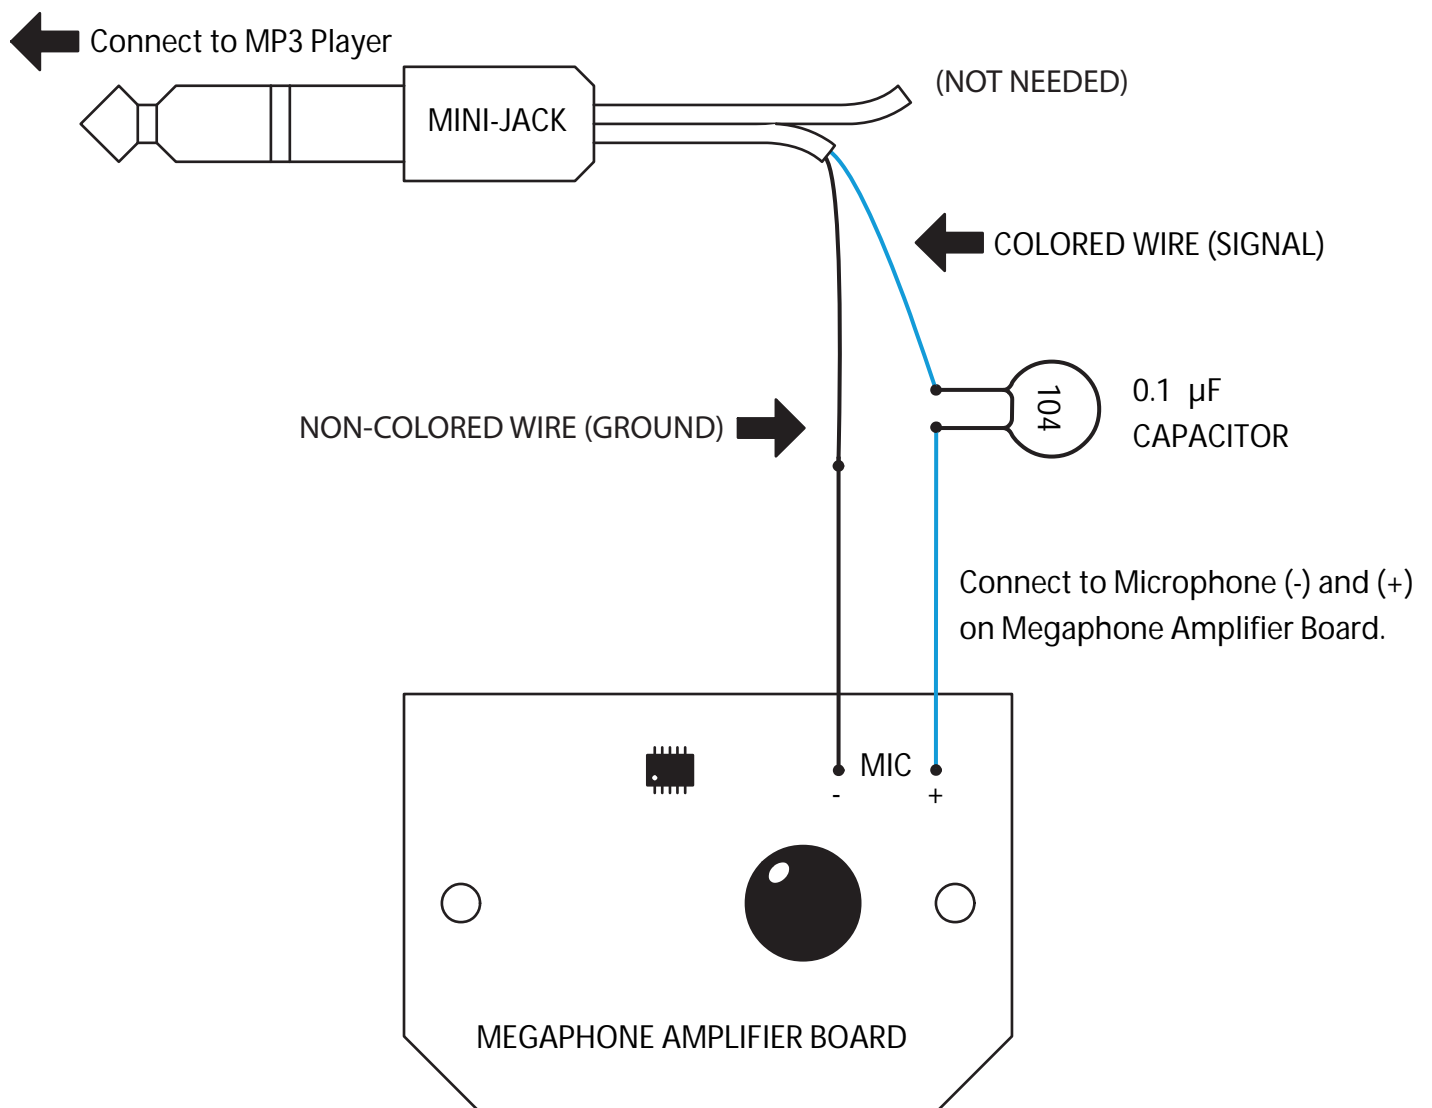 Connect to MP3 Player
(NOT NEEDED)
MINI-JACK
COLORED WIRE (SIGNAL)
0.1 µF
CAPACITOR
104
NON-COLORED WIRE (GROUND)
Connect to Microphone (-) and (+)
on Megaphone Amplifier Board.
MIC
- +
MEGAPHONE AMPLIFIER BOARD